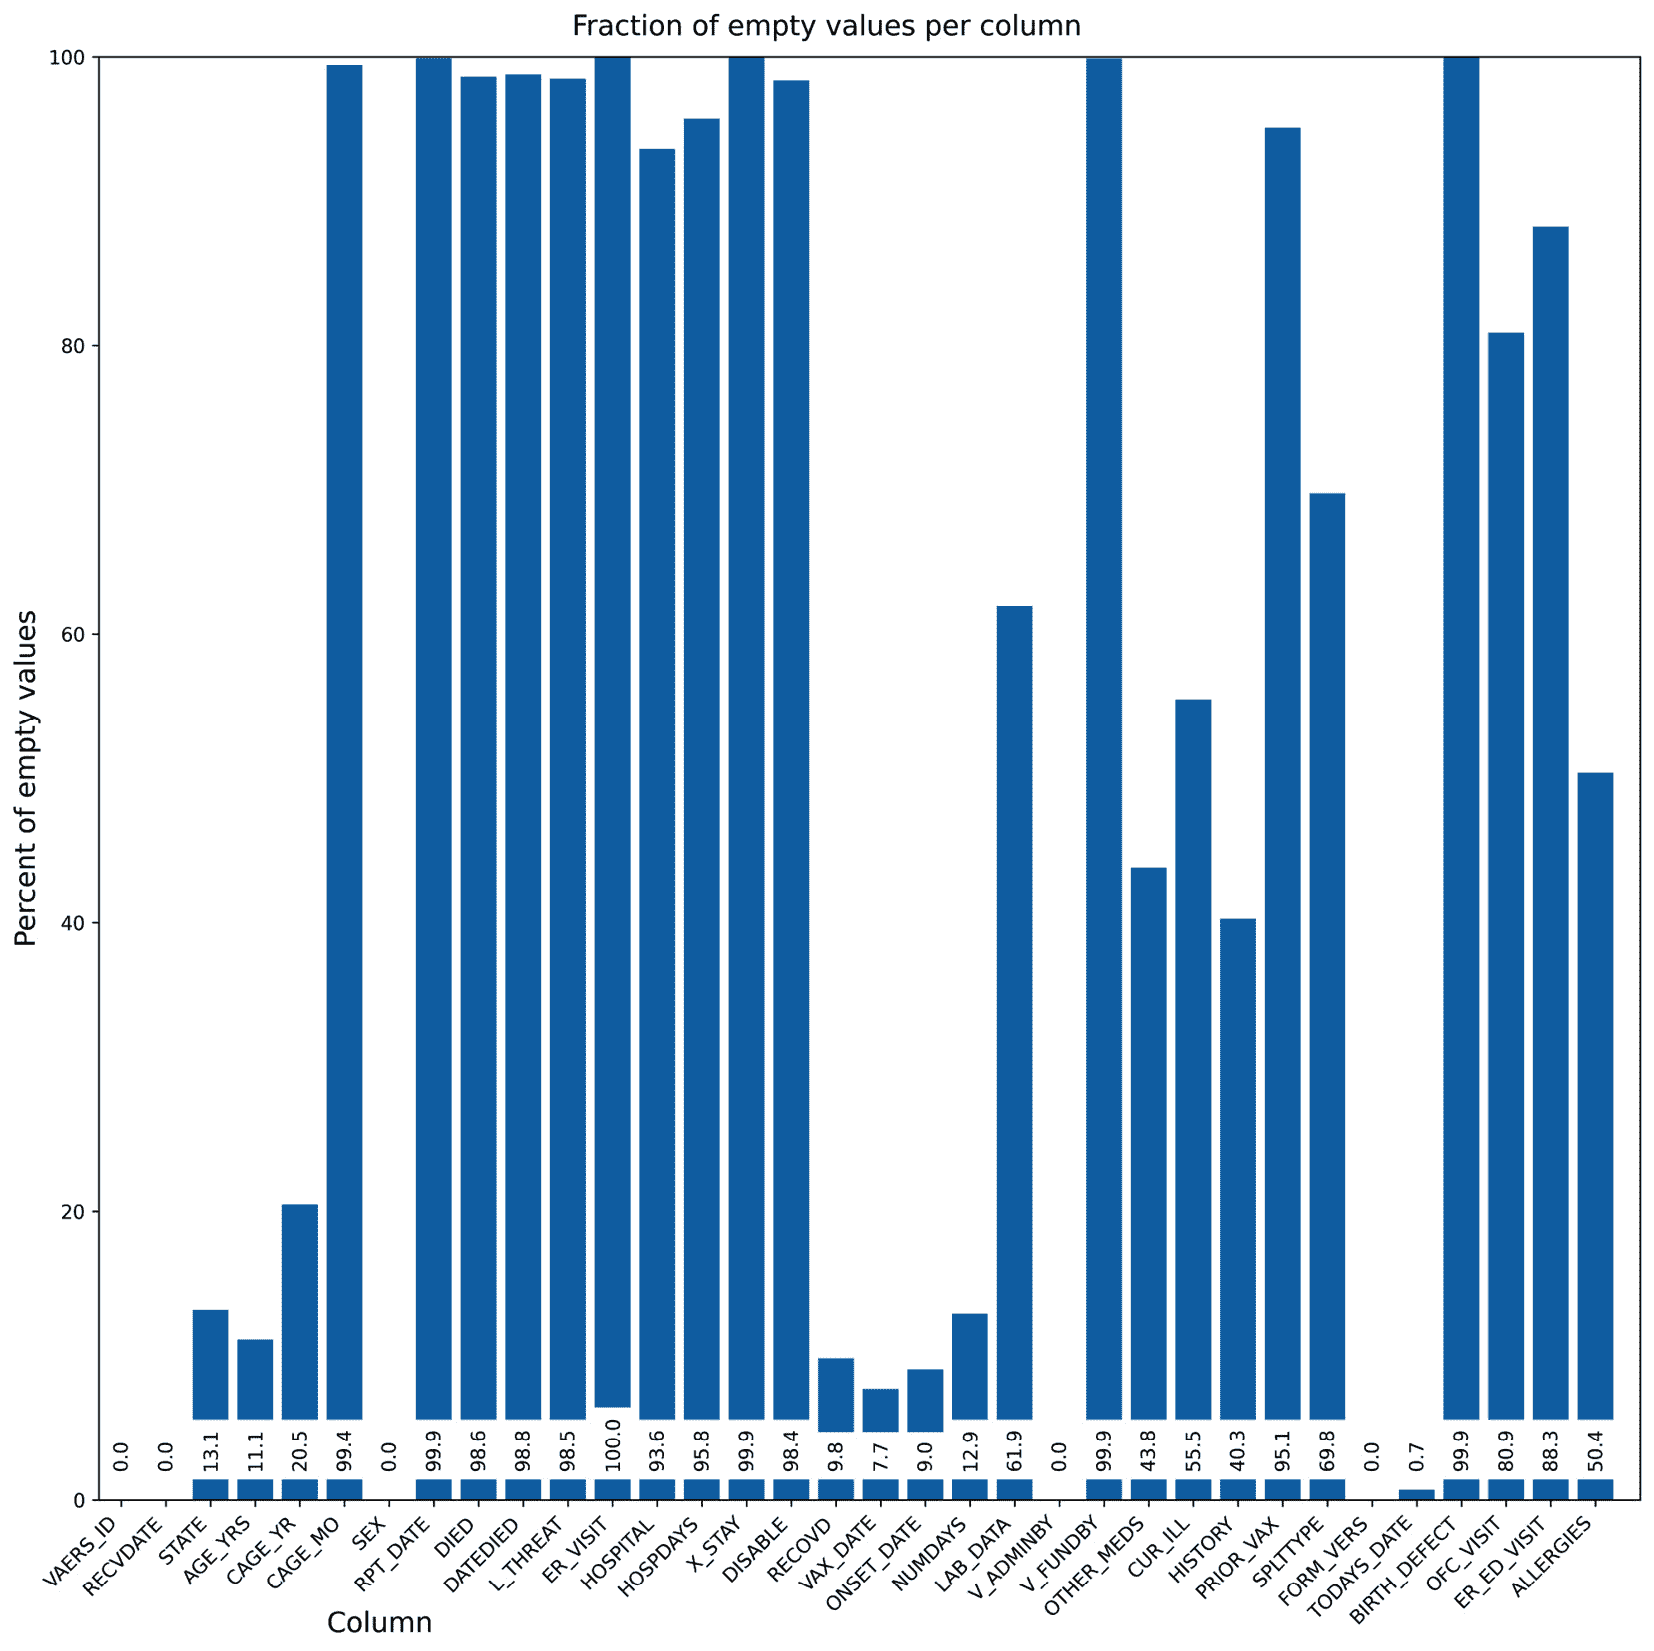 Fraction of empty values per column
Percent of empty values
100
80
60
40
20
0
0.0 0.0 13.1 11.1 20.5 99.4 0.0 99.9 98.6 98.8 98.5 100.0 93.6 95.8 99.9 98.4 9.8 7.7 9.0 12.9 61.9 0.0 99.9 43.8 55.5 40.3 95.1 69.8 0.0 0.7 99.9 80.9 88.3 50.4
VAERS_ID
RECVDATE
STATE
AGE_YRS
CAGE_YR
CAGE_MO
SEX
RPT_DATE
DIED
DATEDIED
L_THREAT
ER_VISIT
HOSPITAL
HOSPDAYS
X_STAY
DISABLE
RECOVD
VAX_DATE
ONSET_DATE
NUMDAYS
LAB_DATA
V_ADMINBY
V_FUNDBY
OTHER_MEDS
CUR_ILL
HISTORY
PRIOR_VAX
SPLTTYPE
FORM_VERS
TODAYS_DATE
BIRTH_DEFECT
OFC_VISIT
ER_ED_VISIT
ALLERGIES
Column